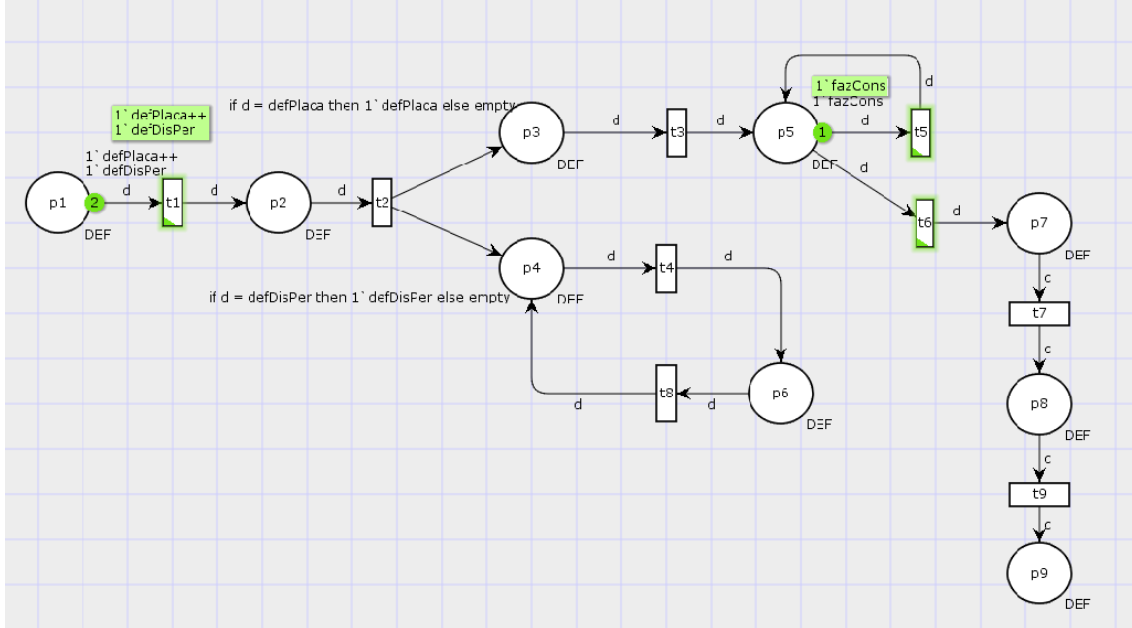 1`fazCons
1`fazCons
d
if d = defPlaca then 1`defPlaca else empty
1`defPlaca++
1`defDisPer
1`defPlaca++
1`defDisPer
p3
d
t3
d
p5
1
d
t5
DEF
DEF
d
p1
2
d
t1
d
p2
d
t2
DEF
DEF
t6
d
p7
DEF
p4
d
t4
d
DEF
if d = defDisPer then 1`defDisPer else empty
c
t7
c
d
t8
d
p6
DEF
p8
DEF
c
t9
c
p9
DEF